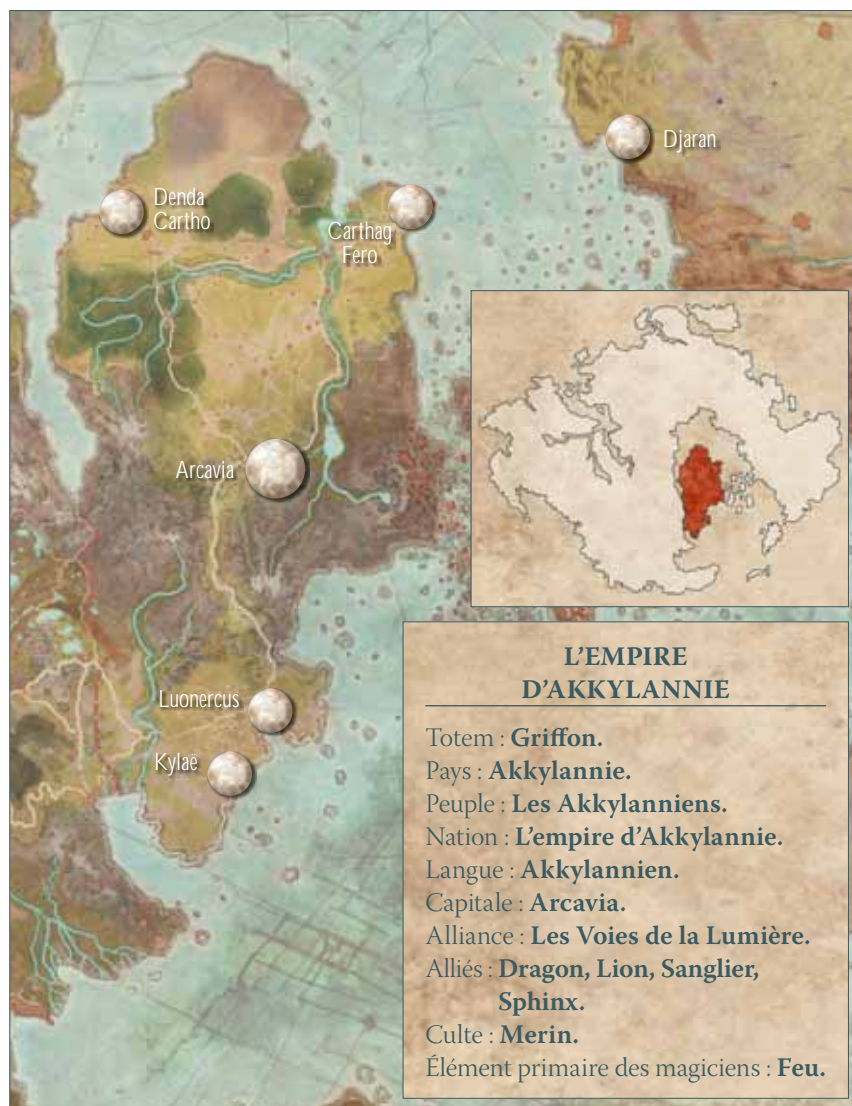 Djaran
Denda
Cartho
Carthag
Fero
Arcavia
Luonercus
Kylaë
L'EMPIRE
D'AKKYLANNIE
Totem : Griffon.
Pays : Akkylannie.
Peuple : Les Akkylanniens.
Nation : L'empire d'Akkylannie.
Langue : Akkylannien.
Capitale : Arcavia.
Alliance : Les Voies de la Lumière.
Alliés : Dragon, Lion, Sanglier,
Sphinx.
Culte : Merin.
Élément primaire des magiciens : Feu.